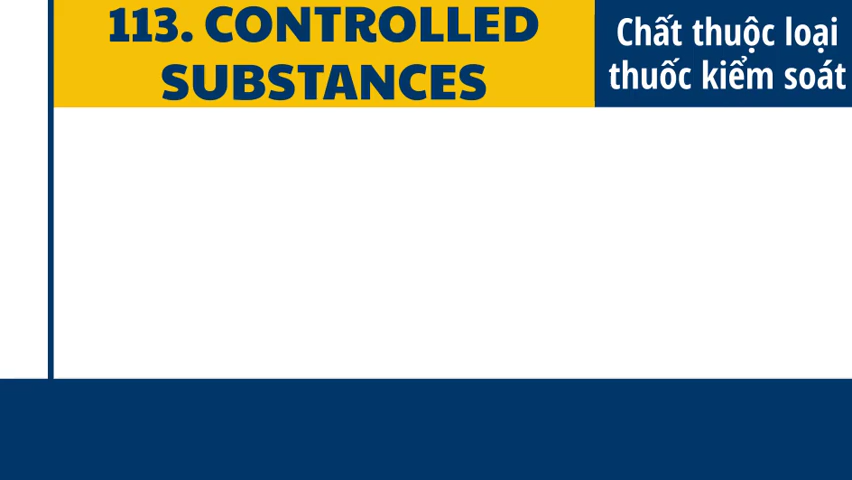 113. CONTROLLED
SUBSTANCES
Chất thuộc loại
thuốc kiểm soát